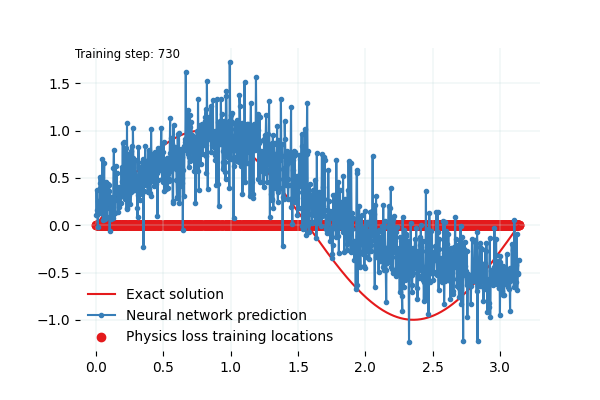 Training step: 730
1.5
1.0
0.5
0.0
−0.5
−1.0
Exact solution
Neural network prediction
Physics loss training locations
0.0 0.5 1.0 1.5 2.0 2.5 3.0